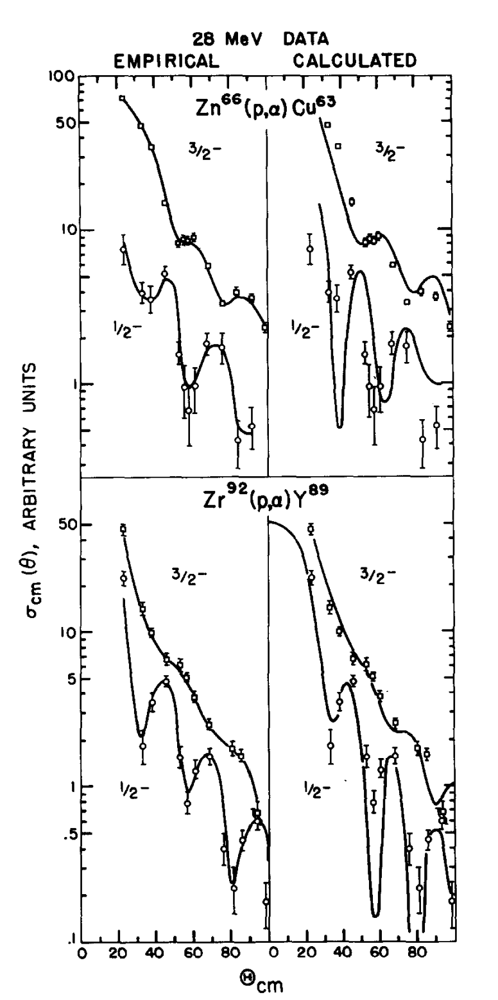 28 MeV DATA
EMPIRICAL CALCULATED
100
50
10
1
Zn⁶⁶(p,α)Cu⁶³
3/2- 3/2-
1/2- 1/2-
σcm(θ), ARBITRARY UNITS
Zr⁹²(p,α)Y⁸⁹
50
10
5
1
.5
.1
3/2- 3/2-
1/2- 1/2-
0 20 40 60 80 0 20 40 60 80
Θcm